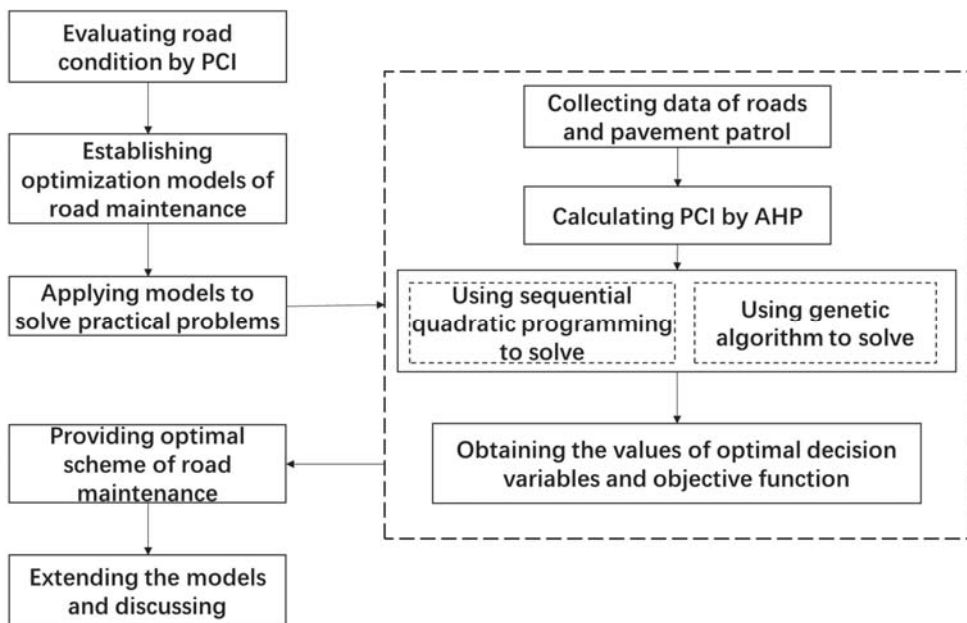 Evaluating road
condition by PCI
Establishing
optimization models of
road maintenance
Applying models to
solve practical problems
Collecting data of roads
and pavement patrol
Calculating PCI by AHP
Using sequential
quadratic programming
to solve
Using genetic
algorithm to solve
Obtaining the values of optimal decision
variables and objective function
Providing optimal
scheme of road
maintenance
Extending the models
and discussing